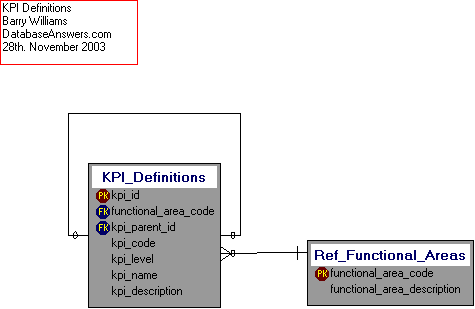 KPI Definitions
Barry Williams
DatabaseAnswers.com
28th. November 2003
KPI_Definitions
PK kpi_id
FK functional_area_code
FK kpi_parent_id
kpi_code
kpi_level
kpi_name
kpi_description
Ref_Functional_Areas
PK functional_area_code
functional_area_description